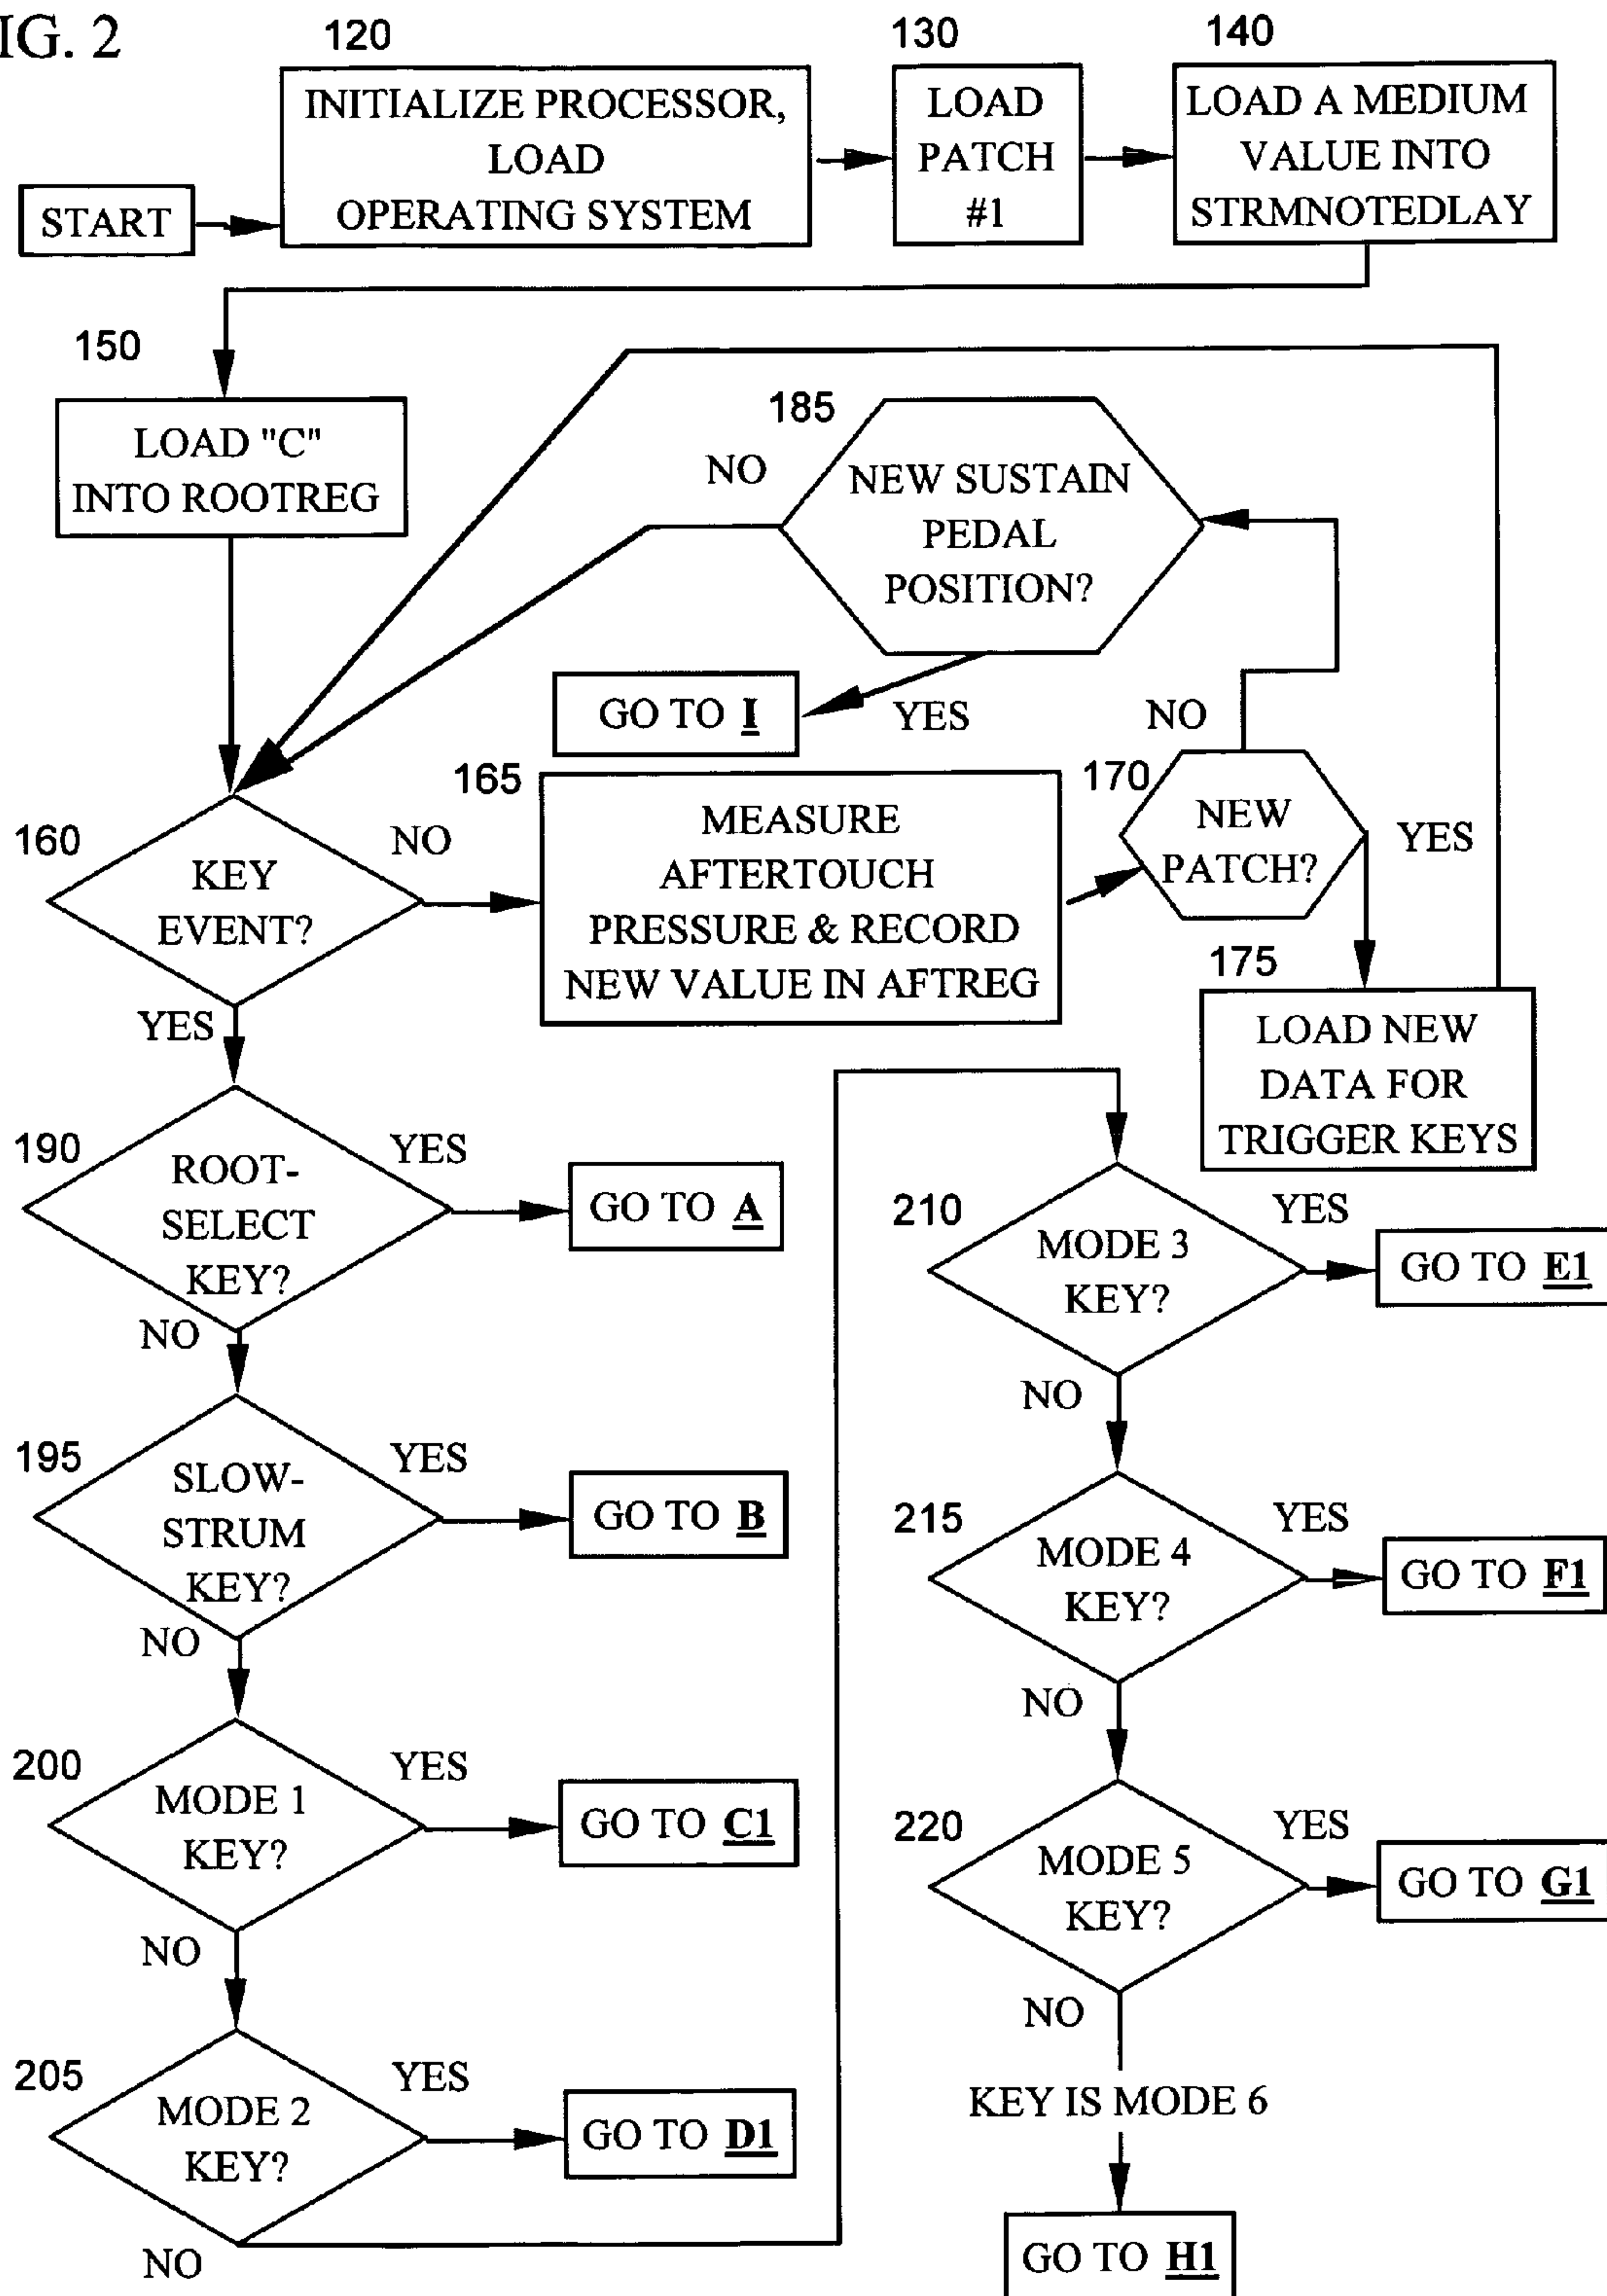 IG. 2
120
INITIALIZE PROCESSOR,
LOAD
OPERATING SYSTEM
130
LOAD
PATCH
#1
140
LOAD A MEDIUM
VALUE INTO
STRMNOTEDLAY
START
150
LOAD "C"
INTO ROOTREG
185
NEW SUSTAIN
PEDAL
POSITION?
NO
YES
GO TO I
160
KEY
EVENT?
NO
YES
165
MEASURE
AFTERTOUCH
PRESSURE & RECORD
NEW VALUE IN AFTREG
170
NEW
PATCH?
NO
YES
175
LOAD NEW
DATA FOR
TRIGGER KEYS
190
ROOT-
SELECT
KEY?
YES
GO TO A
NO
195
SLOW-
STRUM
KEY?
YES
GO TO B
NO
200
MODE 1
KEY?
YES
GO TO C1
NO
205
MODE 2
KEY?
YES
GO TO D1
NO
210
MODE 3
KEY?
YES
GO TO E1
NO
215
MODE 4
KEY?
YES
GO TO F1
NO
220
MODE 5
KEY?
YES
GO TO G1
NO
KEY IS MODE 6
GO TO H1